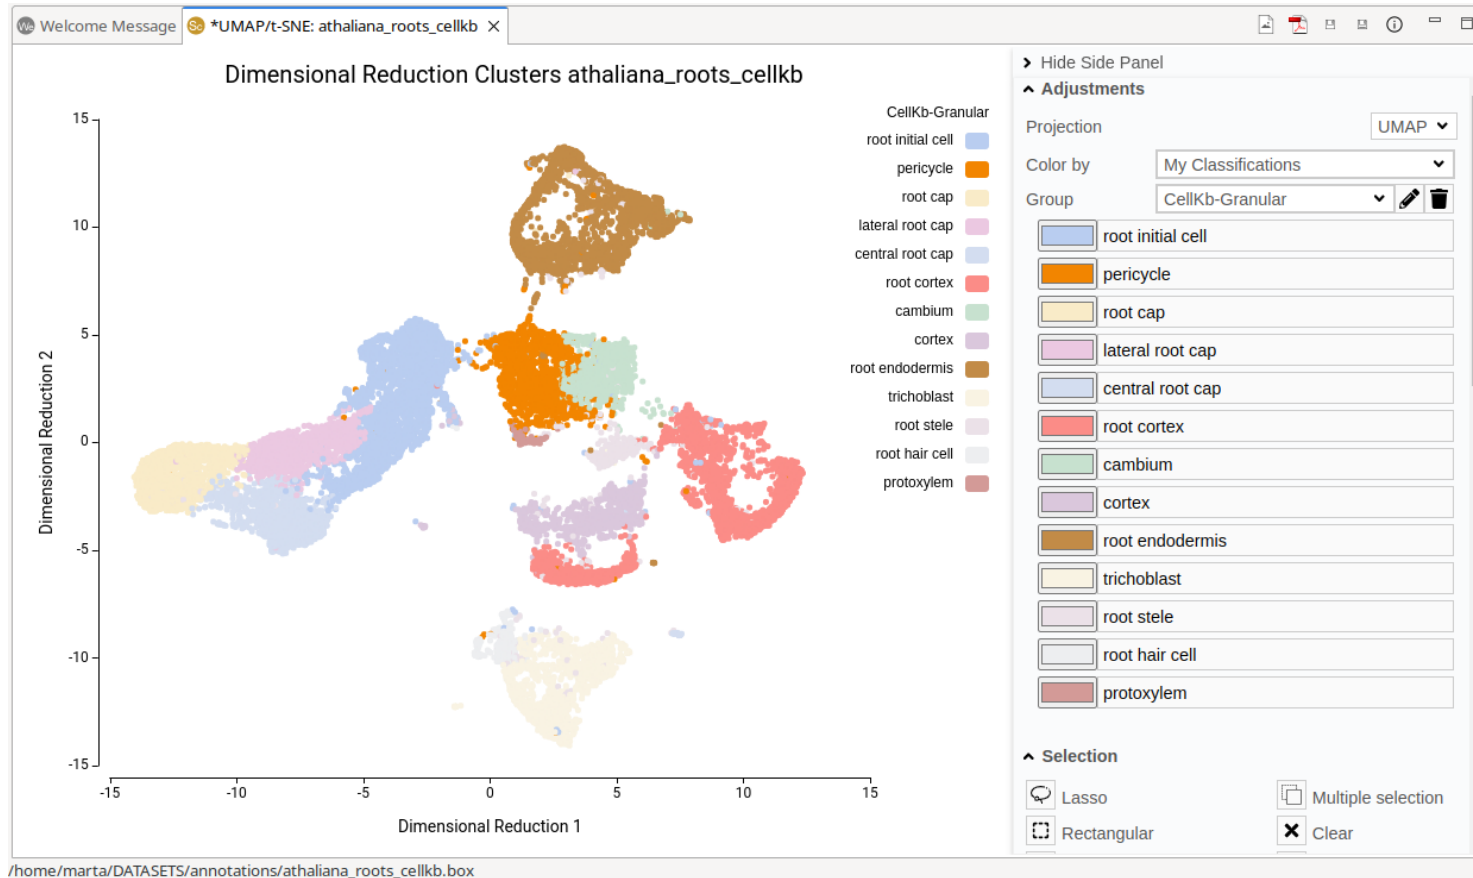 We Welcome Message
Sc *UMAP/t-SNE: athaliana_roots_cellkb
Dimensional Reduction Clusters athaliana_roots_cellkb
CellKb-Granular
root initial cell
pericycle
root cap
lateral root cap
central root cap
root cortex
cambium
cortex
root endodermis
trichoblast
root stele
root hair cell
protoxylem
15
10
5
0
-5
-10
-15
Dimensional Reduction 2
-15 -10 -5 0 5 10 15
Dimensional Reduction 1
Hide Side Panel
Adjustments
Projection UMAP
Color by My Classifications
Group CellKb-Granular
root initial cell
pericycle
root cap
lateral root cap
central root cap
root cortex
cambium
cortex
root endodermis
trichoblast
root stele
root hair cell
protoxylem
Selection
Lasso Multiple selection
Rectangular Clear
/home/marta/DATASETS/annotations/athaliana_roots_cellkb.box